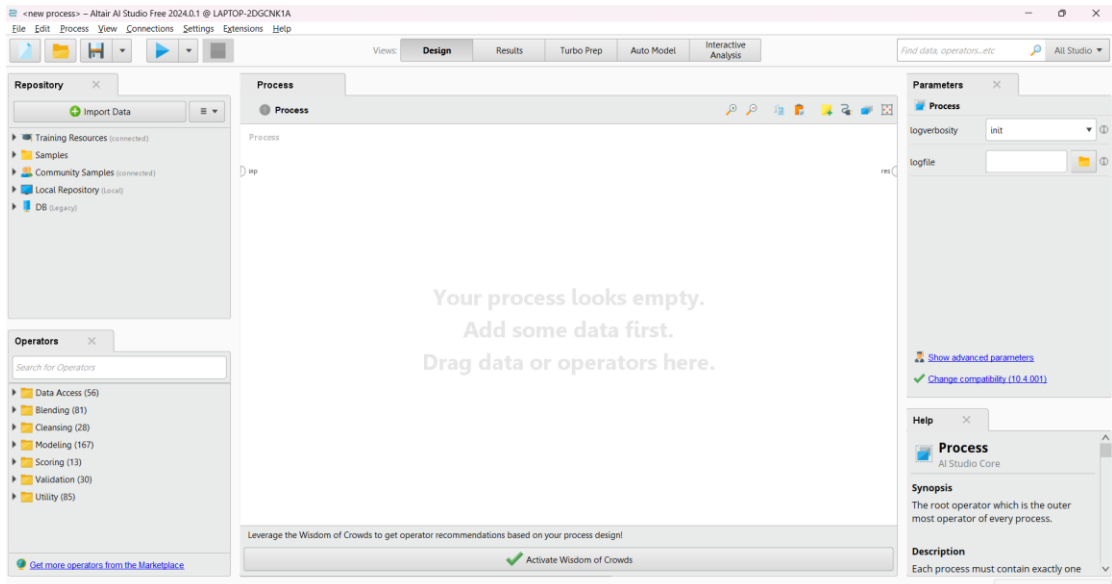 <new process> – Altair AI Studio Free 2024.0.1 @ LAPTOP-2DGCNK1A
File Edit Process View Connections Settings Extensions Help
Views: Design Results Turbo Prep Auto Model Interactive Analysis
Find data, operators...etc All Studio
Repository
Import Data
Training Resources (connected)
Samples
Community Samples (connected)
Local Repository (Local)
DB (Legacy)
Operators
Search for Operators
Data Access (56)
Blending (81)
Cleansing (28)
Modeling (167)
Scoring (13)
Validation (30)
Utility (85)
Get more operators from the Marketplace
Process
Process
Process
inp
res
Your process looks empty.
Add some data first.
Drag data or operators here.
Leverage the Wisdom of Crowds to get operator recommendations based on your process design!
Activate Wisdom of Crowds
Parameters
Process
logverbosity init
logfile
Show advanced parameters
Change compatibility (10.4.001)
Help
Process
AI Studio Core
Synopsis
The root operator which is the outer
most operator of every process.
Description
Each process must contain exactly one